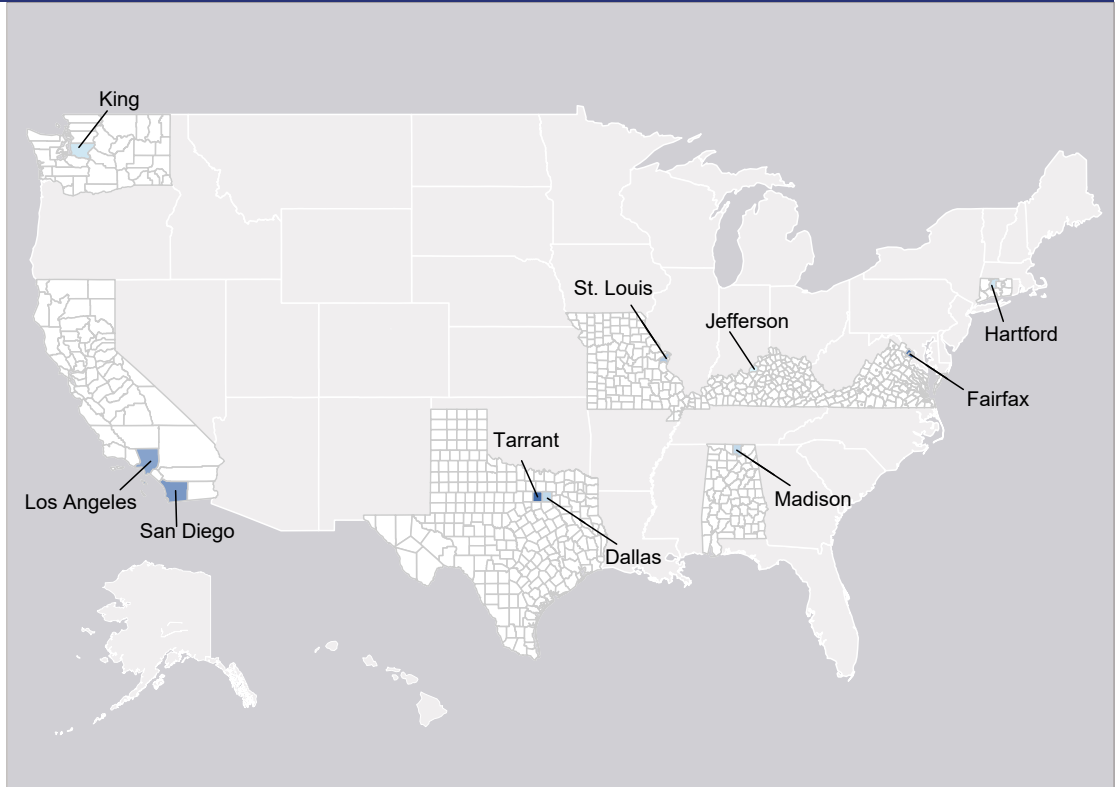 King
St. Louis
Jefferson
Hartford
Fairfax
Tarrant
Los Angeles
Madison
San Diego
Dallas